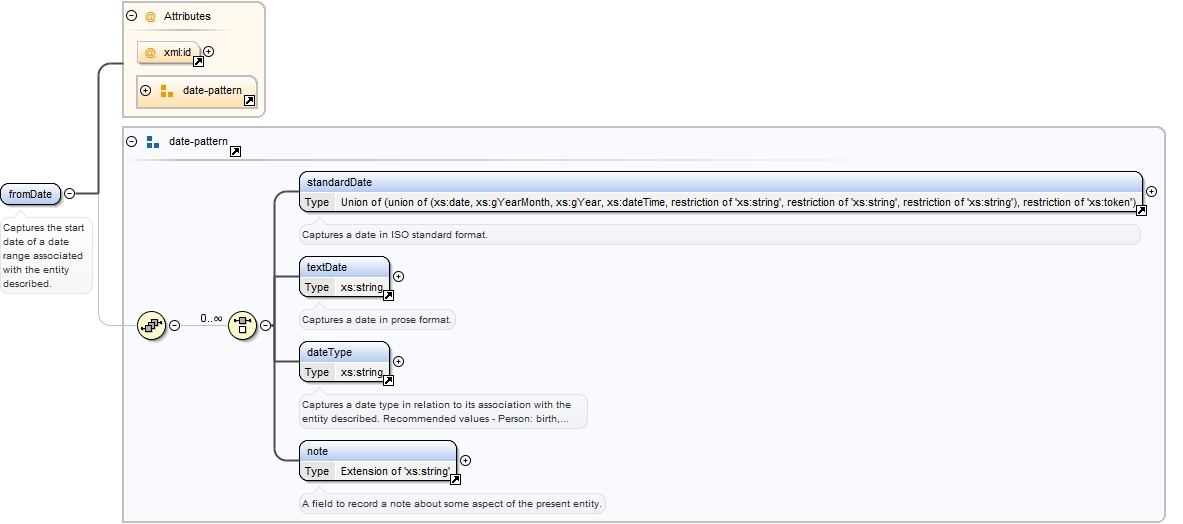 Attributes
@ xml:id
date-pattern
date-pattern
fromDate
Captures the start
date of a date
range associated
with the entity
described.
0..∞
standardDate
Type Union of (union of (xs:date, xs:gYearMonth, xs:gYear, xs:dateTime, restriction of 'xs:string', restriction of 'xs:string', restriction of 'xs:string'), restriction of 'xs:token')
Captures a date in ISO standard format.
textDate
Type xs:string
Captures a date in prose format.
dateType
Type xs:string
Captures a date type in relation to its association with the
entity described. Recommended values - Person: birth,...
note
Type Extension of 'xs:string'
A field to record a note about some aspect of the present entity.